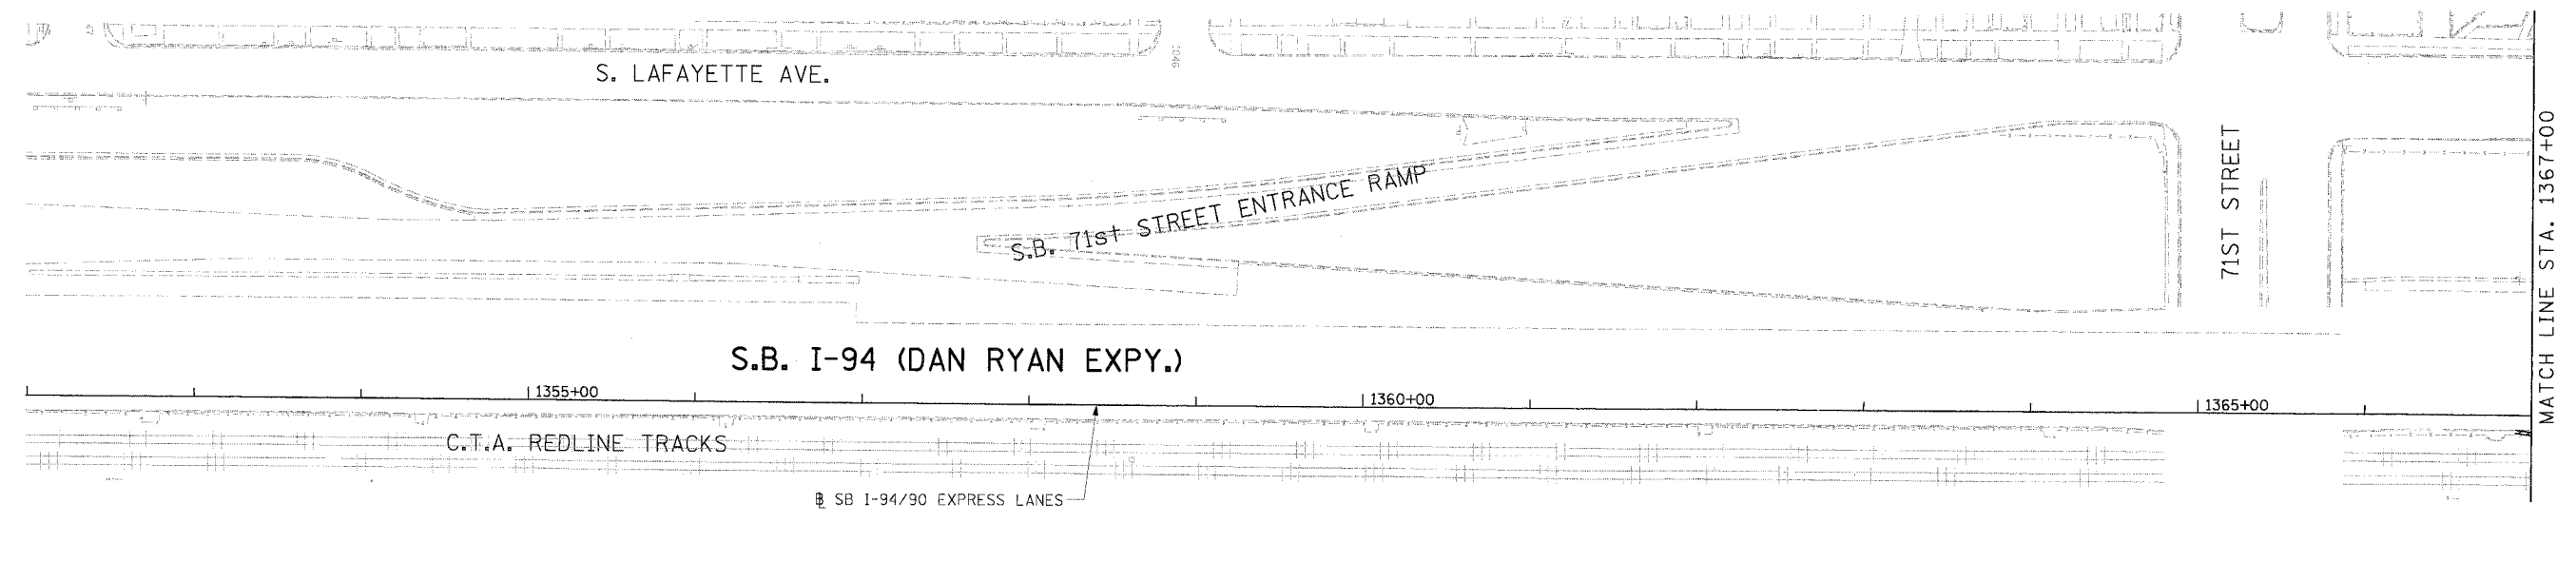 S. LAFAYETTE AVE.
S.B. 71st STREET ENTRANCE RAMP
71ST STREET
MATCH LINE STA. 1367+00
S.B. I-94 (DAN RYAN EXPY.)
1355+00
1360+00
1365+00
C.T.A. REDLINE TRACKS
℄ SB I-94/90 EXPRESS LANES